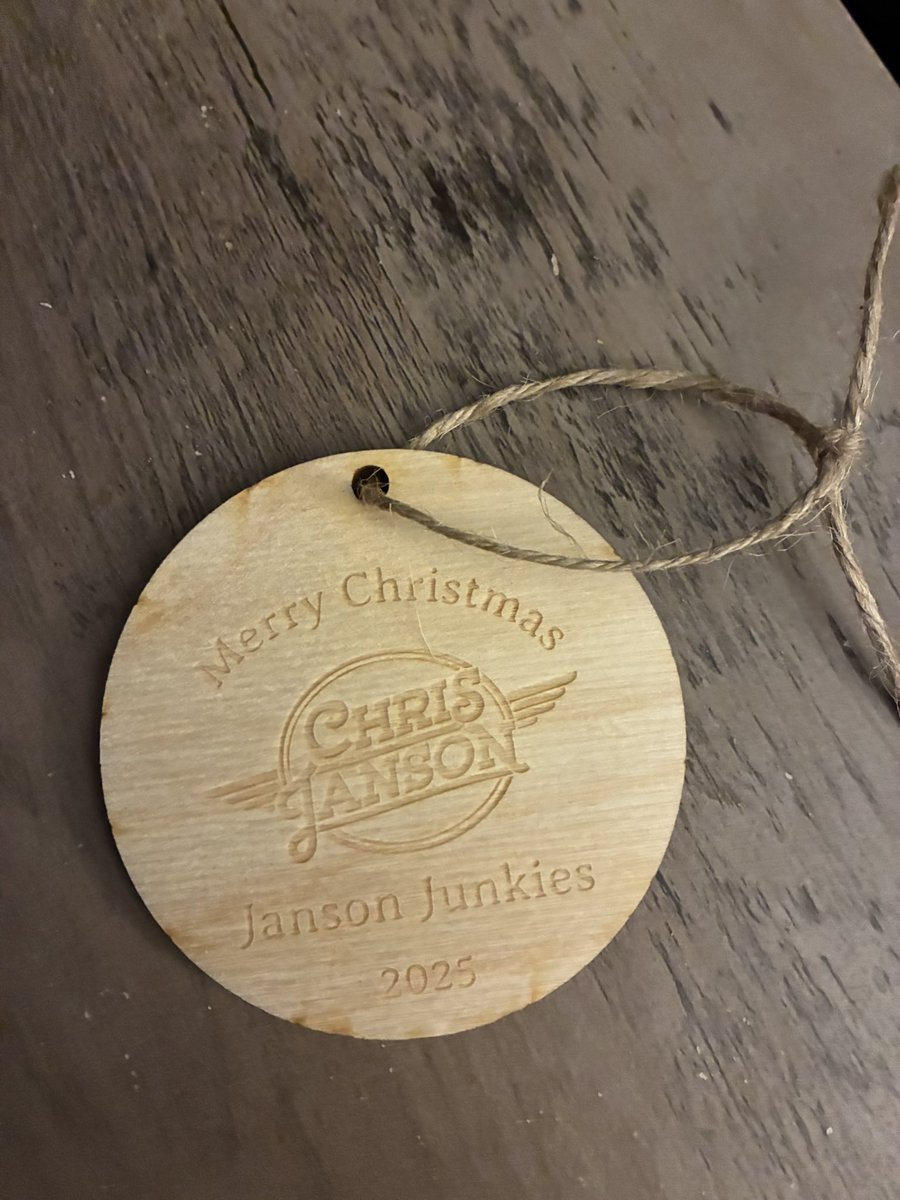 Merry Christmas
CHRIS
JANSON
Janson Junkies
2025